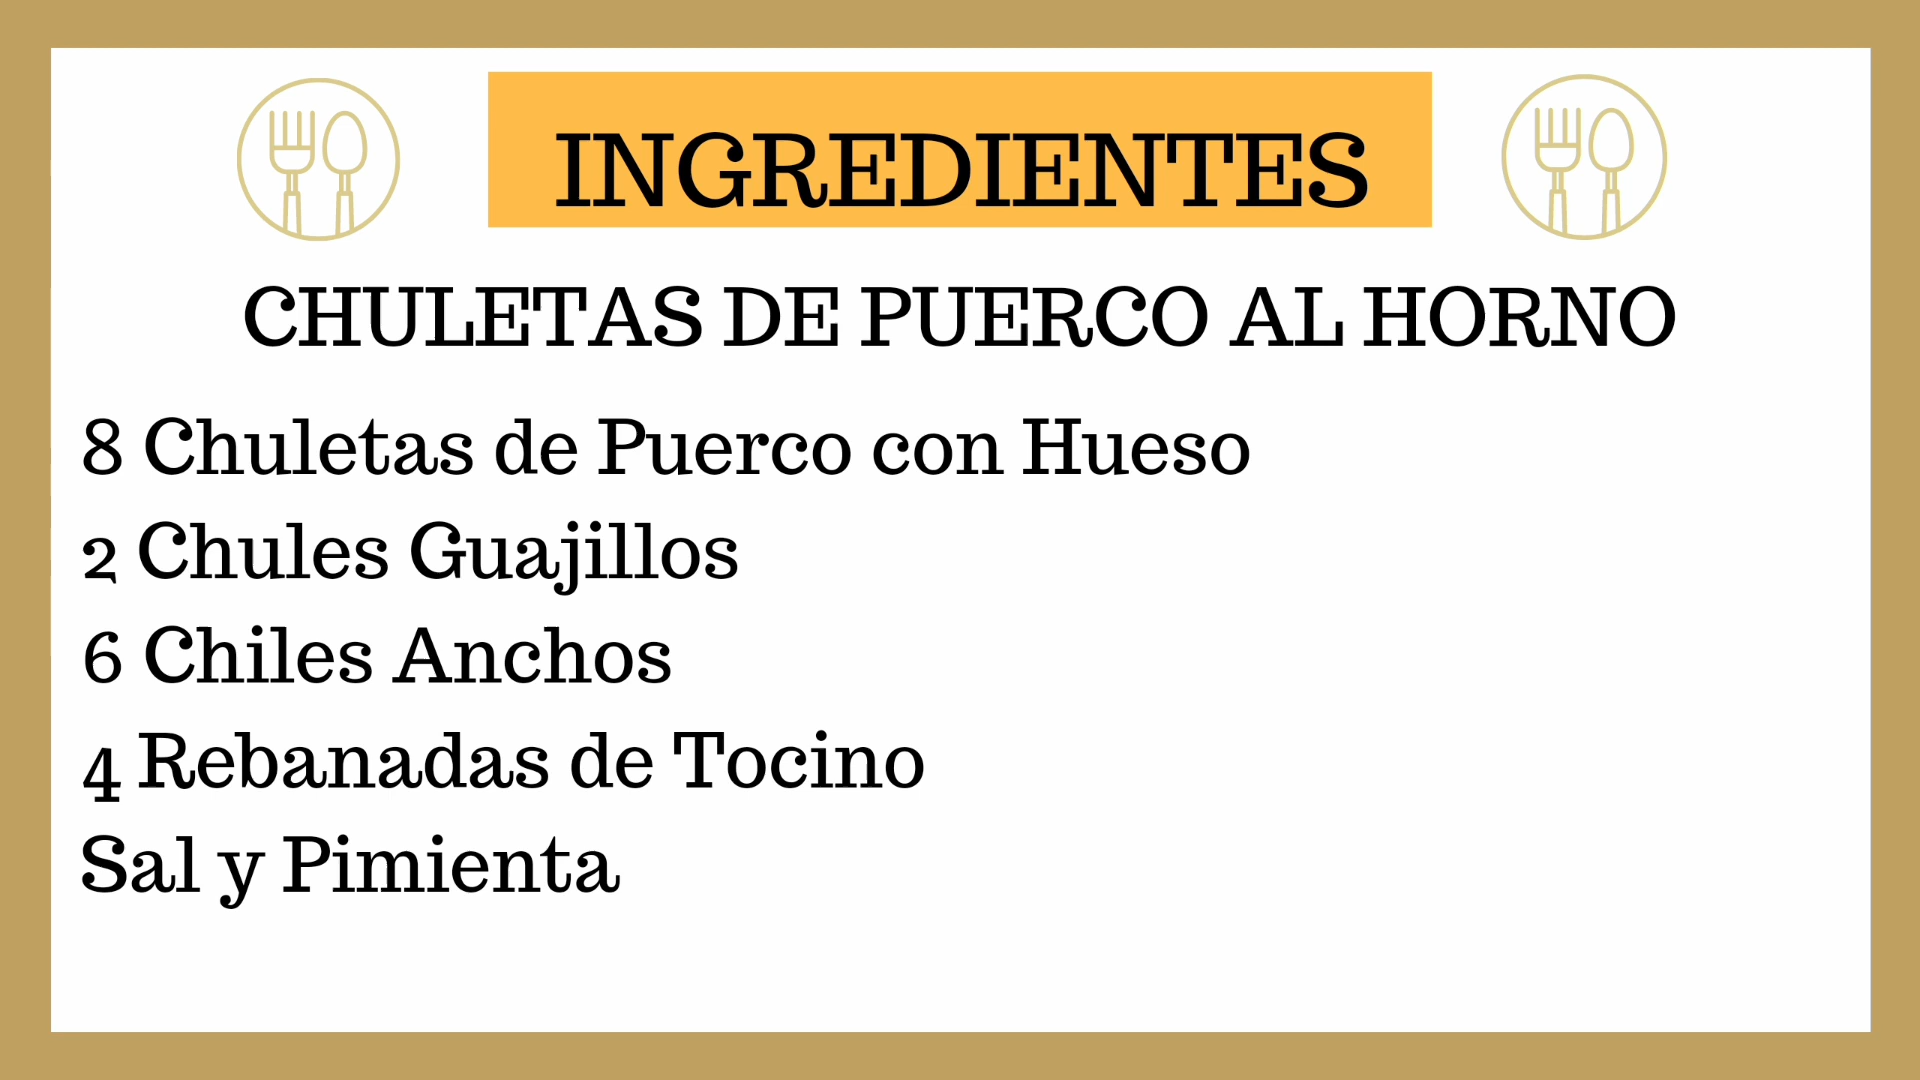 INGREDIENTES
CHULETAS DE PUERCO AL HORNO
8 Chuletas de Puerco con Hueso
2 Chules Guajillos
6 Chiles Anchos
4 Rebanadas de Tocino
Sal y Pimienta